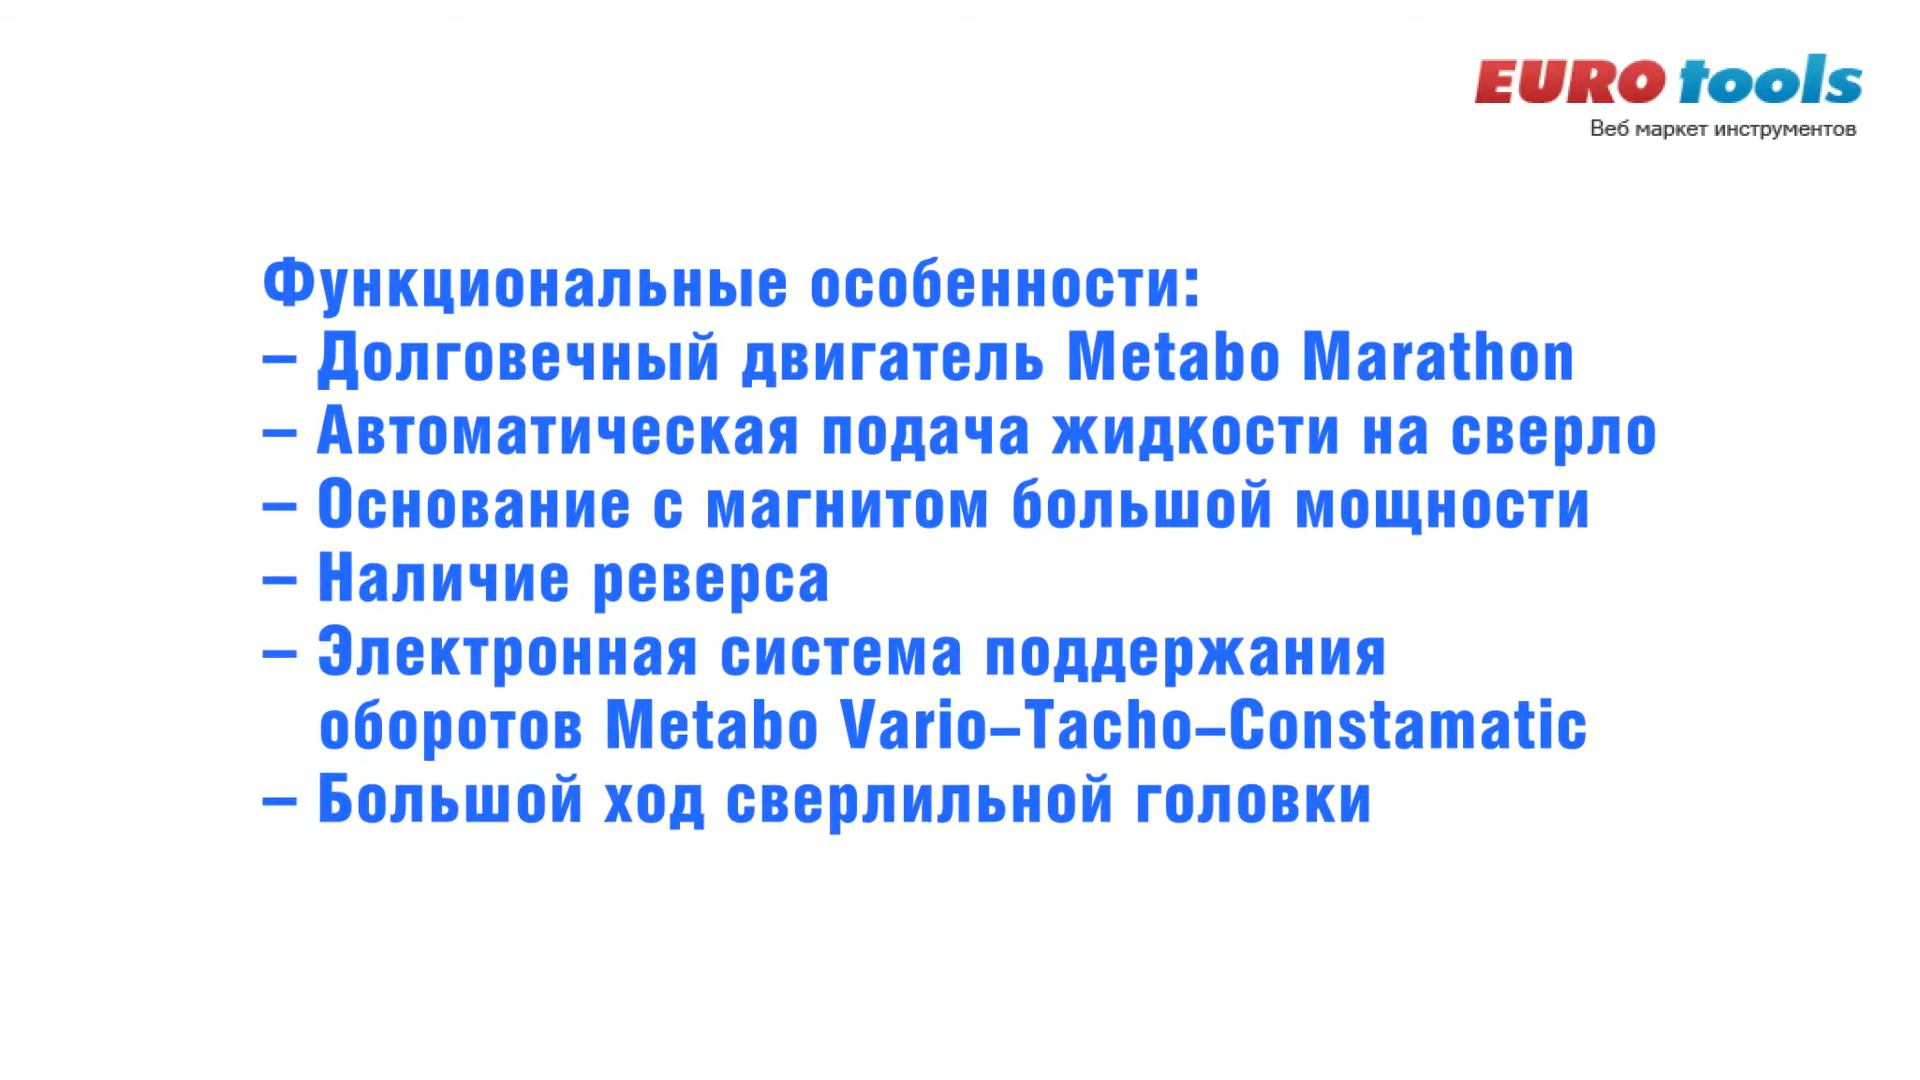 EURO tools
Веб маркет инструментов
Функциональные особенности:
– Долговечный двигатель Metabo Marathon
– Автоматическая подача жидкости на сверло
– Основание с магнитом большой мощности
– Наличие реверса
– Электронная система поддержания
оборотов Metabo Vario–Tacho–Constamatic
– Большой ход сверлильной головки